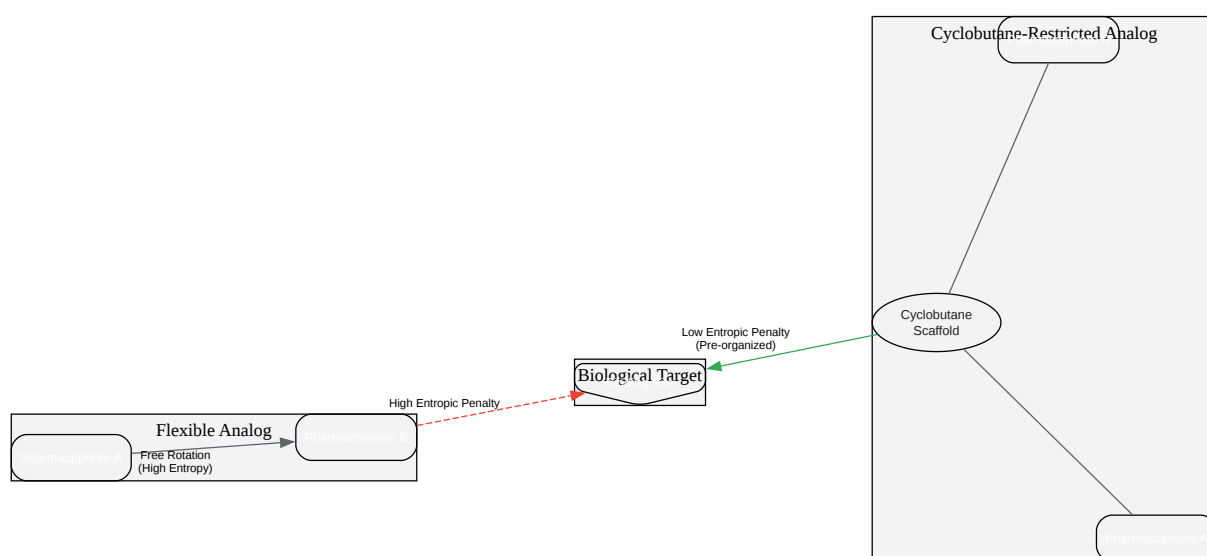 Cyclobutane-Restricted Analog
Cyclobutane
Scaffold
Low Entropic Penalty
(Pre-organized)
Biological Target
High Entropic Penalty
Flexible Analog
Pharmacophore B
Pharmacophore A
Free Rotation
(High Entropy)
Pharmacophore A